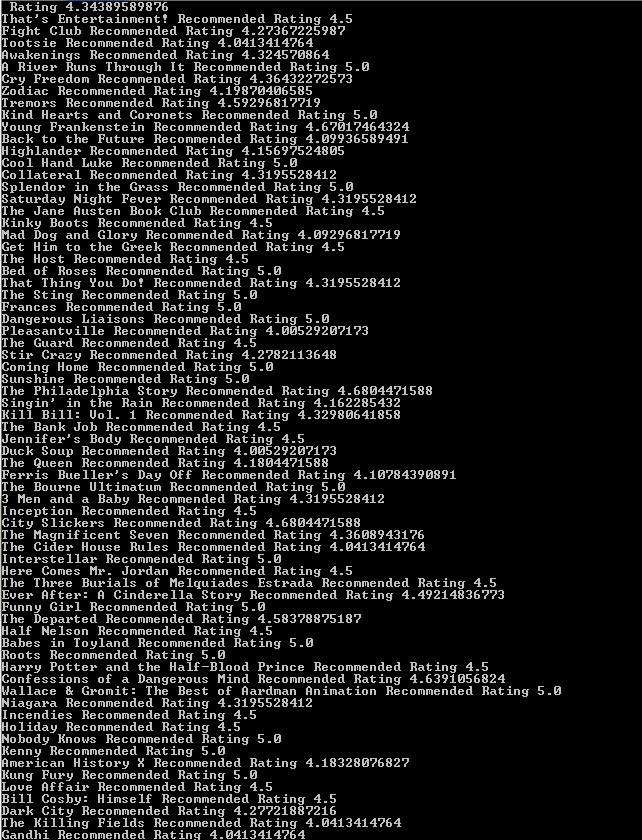 Rating 4.34389589876
That's Entertainment! Recommended Rating 4.5
Fight Club Recommended Rating 4.27367225987
Tootsie Recommended Rating 4.0413414764
Awakenings Recommended Rating 4.324570864
A River Runs Through It Recommended Rating 5.0
Cry Freedom Recommended Rating 4.36432272573
Zodiac Recommended Rating 4.19870406585
Tremors Recommended Rating 4.59296817719
Kind Hearts and Coronets Recommended Rating 5.0
Young Frankenstein Recommended Rating 4.67017464324
Back to the Future Recommended Rating 4.09936589491
Highlander Recommended Rating 4.15697524805
Cool Hand Luke Recommended Rating 5.0
Collateral Recommended Rating 4.3195528412
Splendor in the Grass Recommended Rating 5.0
Saturday Night Fever Recommended Rating 4.3195528412
The Jane Austen Book Club Recommended Rating 4.5
Kinky Boots Recommended Rating 4.5
Mad Dog and Glory Recommended Rating 4.09296817719
Get Him to the Greek Recommended Rating 4.5
The Host Recommended Rating 4.5
Bed of Roses Recommended Rating 5.0
That Thing You Do! Recommended Rating 4.3195528412
The Sting Recommended Rating 5.0
Frances Recommended Rating 5.0
Dangerous Liaisons Recommended Rating 5.0
Pleasantville Recommended Rating 4.00529207173
The Guard Recommended Rating 4.5
Stir Crazy Recommended Rating 4.2782113648
Coming Home Recommended Rating 5.0
Sunshine Recommended Rating 5.0
The Philadelphia Story Recommended Rating 4.6804471588
Singin' in the Rain Recommended Rating 4.162285432
Kill Bill: Vol. 1 Recommended Rating 4.32980641858
The Bank Job Recommended Rating 4.5
Jennifer's Body Recommended Rating 4.5
Duck Soup Recommended Rating 4.00529207173
The Queen Recommended Rating 4.1804471588
Ferris Bueller's Day Off Recommended Rating 4.10784390891
The Bourne Ultimatum Recommended Rating 5.0
3 Men and a Baby Recommended Rating 4.3195528412
Inception Recommended Rating 4.5
City Slickers Recommended Rating 4.6804471588
The Magnificent Seven Recommended Rating 4.3608943176
The Cider House Rules Recommended Rating 4.0413414764
Interstellar Recommended Rating 5.0
Here Comes Mr. Jordan Recommended Rating 4.5
The Three Burials of Melquiades Estrada Recommended Rating 4.5
Ever After: A Cinderella Story Recommended Rating 4.49214836773
Funny Girl Recommended Rating 5.0
The Departed Recommended Rating 4.58378875187
Half Nelson Recommended Rating 4.5
Babes in Toyland Recommended Rating 5.0
Roots Recommended Rating 5.0
Harry Potter and the Half-Blood Prince Recommended Rating 4.5
Confessions of a Dangerous Mind Recommended Rating 4.6391056824
Wallace & Gromit: The Best of Aardman Animation Recommended Rating 5.0
Niagara Recommended Rating 4.3195528412
Incendies Recommended Rating 4.5
Holiday Recommended Rating 4.5
Nobody Knows Recommended Rating 5.0
Kenny Recommended Rating 5.0
American History X Recommended Rating 4.18328076827
Kung Fury Recommended Rating 5.0
Love Affair Recommended Rating 4.5
Bill Cosby: Himself Recommended Rating 4.5
Dark City Recommended Rating 4.27721887216
The Killing Fields Recommended Rating 4.0413414764
Gandhi Recommended Rating 4.0413414764